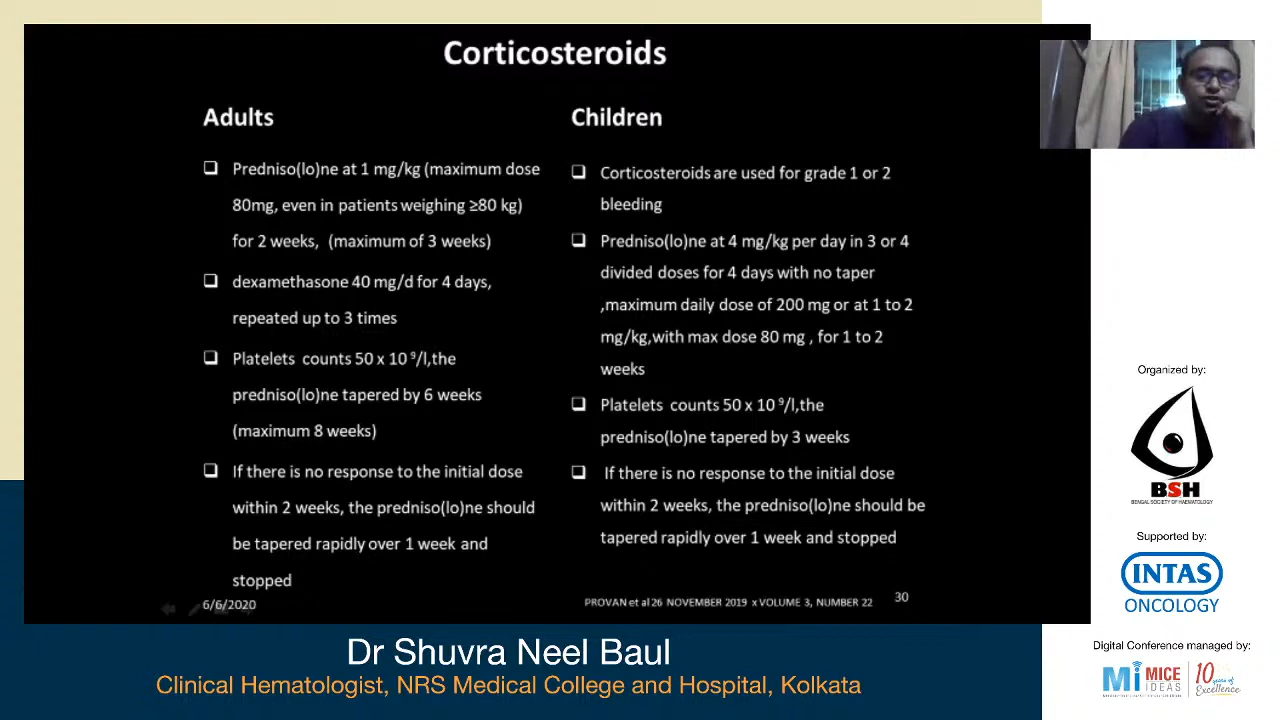 Corticosteroids
Adults
❑ Predniso(lo)ne at 1 mg/kg (maximum dose
80mg, even in patients weighing ≥80 kg)
for 2 weeks, (maximum of 3 weeks)
❑ dexamethasone 40 mg/d for 4 days,
repeated up to 3 times
❑ Platelets counts 50 x 10 ⁹/l,the
predniso(lo)ne tapered by 6 weeks
(maximum 8 weeks)
❑ If there is no response to the initial dose
within 2 weeks, the predniso(lo)ne should
be tapered rapidly over 1 week and
stopped
Children
❑ Corticosteroids are used for grade 1 or 2
bleeding
❑ Predniso(lo)ne at 4 mg/kg per day in 3 or 4
divided doses for 4 days with no taper
,maximum daily dose of 200 mg or at 1 to 2
mg/kg,with max dose 80 mg , for 1 to 2
weeks
❑ Platelets counts 50 x 10 ⁹/l,the
predniso(lo)ne tapered by 3 weeks
❑ If there is no response to the initial dose
within 2 weeks, the predniso(lo)ne should be
tapered rapidly over 1 week and stopped
6/6/2020
PROVAN et al 26 NOVEMBER 2019 x VOLUME 3, NUMBER 22
30
Dr Shuvra Neel Baul
Clinical Hematologist, NRS Medical College and Hospital, Kolkata
Organized by:
BSH
BENGAL SOCIETY OF HAEMATOLOGY
Supported by:
INTAS
ONCOLOGY
Digital Conference managed by:
Mi MICE
IDEAS
10 years of
Excellence